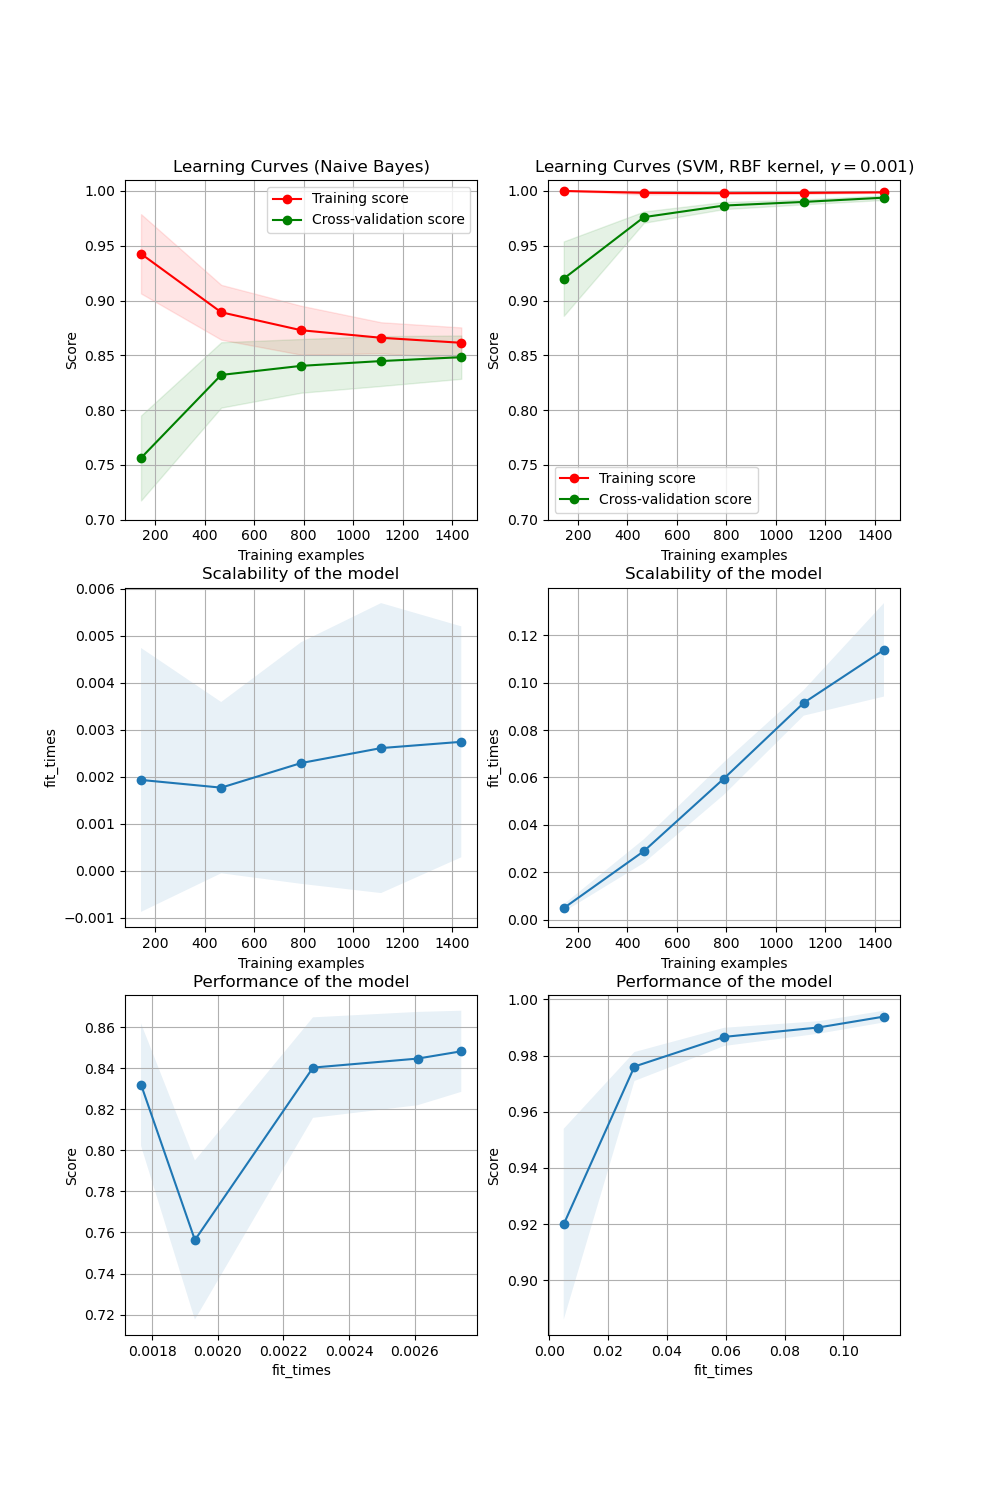 Learning Curves (Naive Bayes)
1.00
0.95
0.90
0.85
0.80
0.75
0.70
Score
Training score
Cross-validation score
200 400 600 800 1000 1200 1400
Training examples
Learning Curves (SVM, RBF kernel, γ = 0.001)
1.00
0.95
0.90
0.85
0.80
0.75
0.70
Score
Training score
Cross-validation score
200 400 600 800 1000 1200 1400
Training examples
Scalability of the model
0.006
0.005
0.004
0.003
0.002
0.001
0.000
−0.001
fit_times
200 400 600 800 1000 1200 1400
Training examples
Scalability of the model
0.12
0.10
0.08
0.06
0.04
0.02
0.00
fit_times
200 400 600 800 1000 1200 1400
Training examples
Performance of the model
0.86
0.84
0.82
0.80
0.78
0.76
0.74
0.72
Score
0.0018 0.0020 0.0022 0.0024 0.0026
fit_times
Performance of the model
1.00
0.98
0.96
0.94
0.92
0.90
Score
0.00 0.02 0.04 0.06 0.08 0.10
fit_times